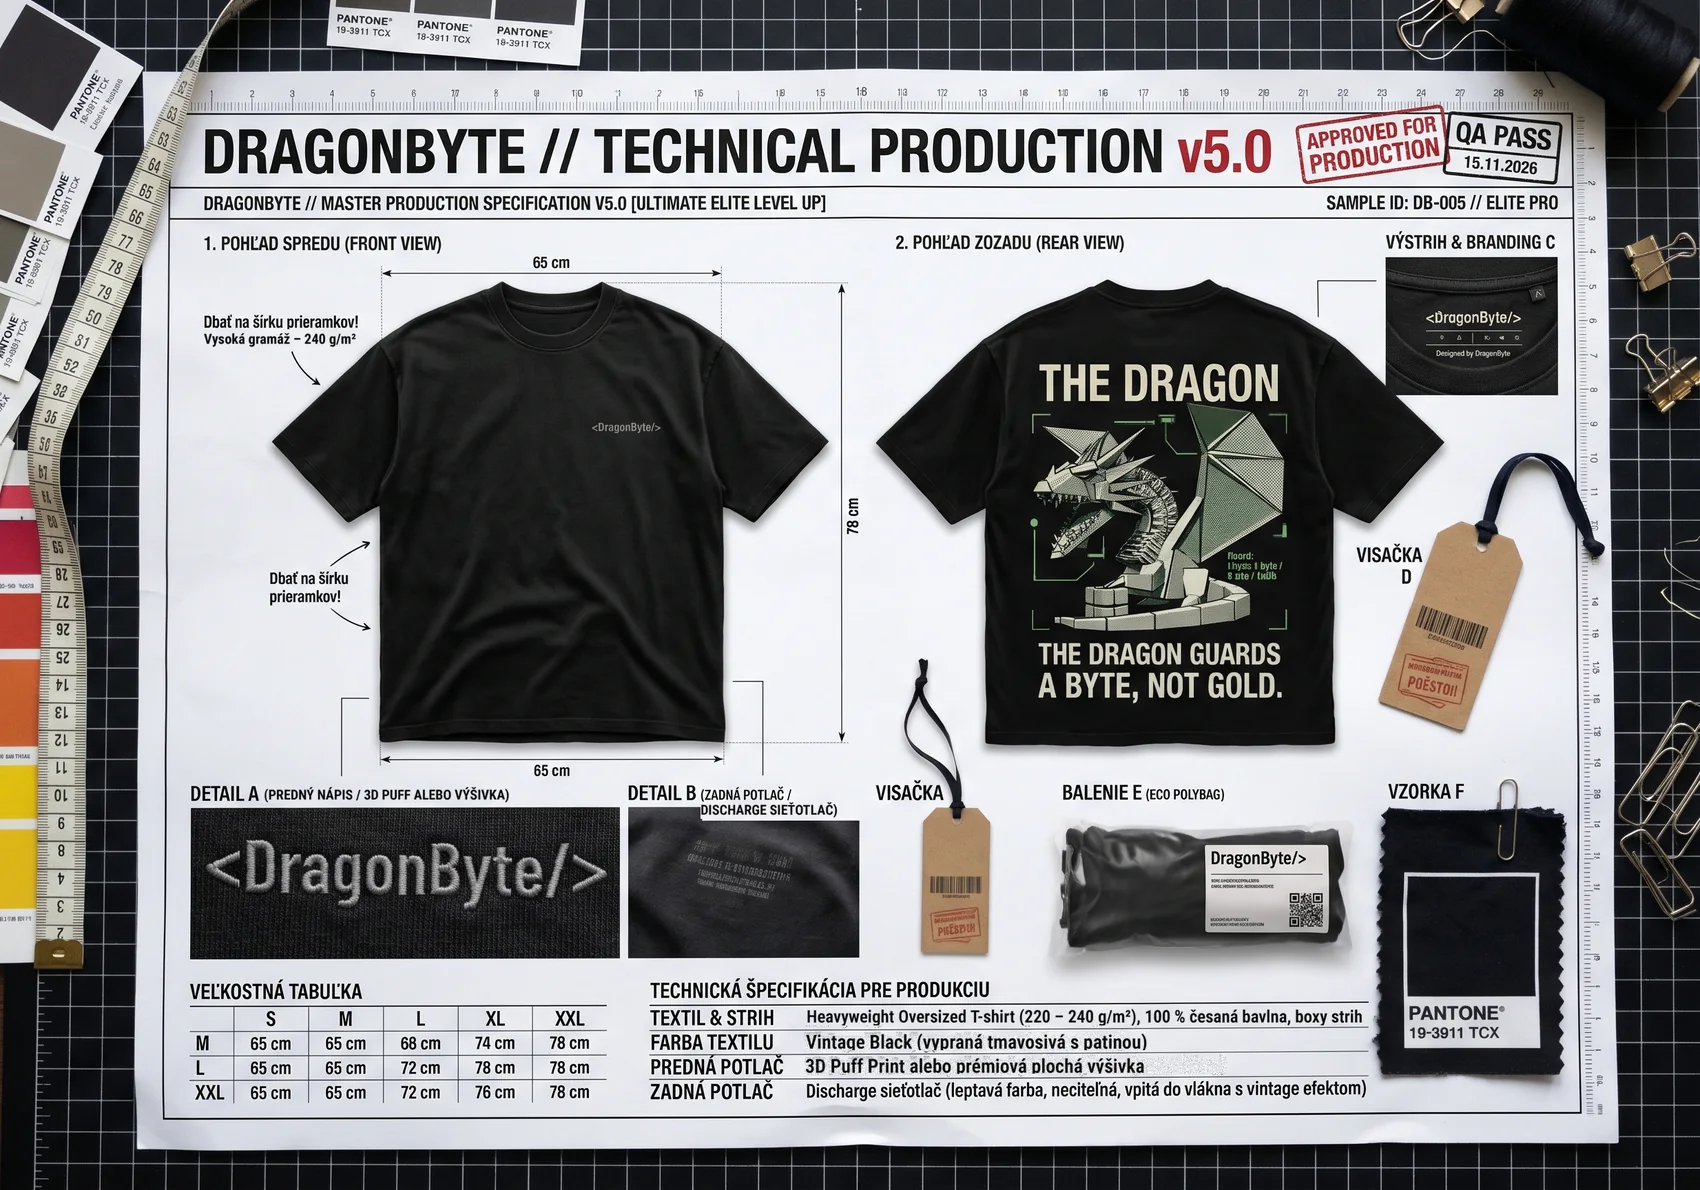 PANTONE®
19-3911 TCX
PANTONE®
18-3911 TCX
PANTONE®
18-3911 TCX
DRAGONBYTE // TECHNICAL PRODUCTION v5.0
APPROVED FOR
PRODUCTION
QA PASS
15.11.2026
DRAGONBYTE // MASTER PRODUCTION SPECIFICATION V5.0 [ULTIMATE ELITE LEVEL UP]
SAMPLE ID: DB-005 // ELITE PRO
1. POHĽAD SPREDU (FRONT VIEW)
2. POHĽAD ZOZADU (REAR VIEW)
VÝSTRIH & BRANDING C
65 cm
Dbať na šírku prieramkov!
Vysoká gramáž – 240 g/m²
<DragonByte/>
78 cm
Dbať na šírku
prieramkov!
65 cm
THE DRAGON
THE DRAGON GUARDS
A BYTE, NOT GOLD.
<DragonByte/>
Designed by DragenByte
VISAČKA
D
DETAIL A (PREDNÝ NÁPIS / 3D PUFF ALEBO VÝŠIVKA)
<DragonByte/>
DETAIL B (ZADNÁ POTLAČ /
DISCHARGE SIEŤOTLAČ)
VISAČKA
BALENIE E (ECO POLYBAG)
DragonByte/>
VZORKA F
PANTONE®
19-3911 TCX
VEĽKOSTNÁ TABUĽKA
S M L XL XXL
M 65 cm 65 cm 68 cm 74 cm 78 cm
L 65 cm 65 cm 72 cm 78 cm 78 cm
XXL 65 cm 65 cm 72 cm 76 cm 78 cm
TECHNICKÁ ŠPECIFIKÁCIA PRE PRODUKCIU
TEXTIL & STRIH Heavyweight Oversized T-shirt (220 – 240 g/m²), 100 % česaná bavlna, boxy strih
FARBA TEXTILU Vintage Black (vypraná tmavosivá s patinou)
PREDNÁ POTLAČ 3D Puff Print alebo prémiová plochá výšivka
ZADNÁ POTLAČ Discharge sieťotlač (leptavá farba, neciteľná, vpitá do vlákna s vintage efektom)